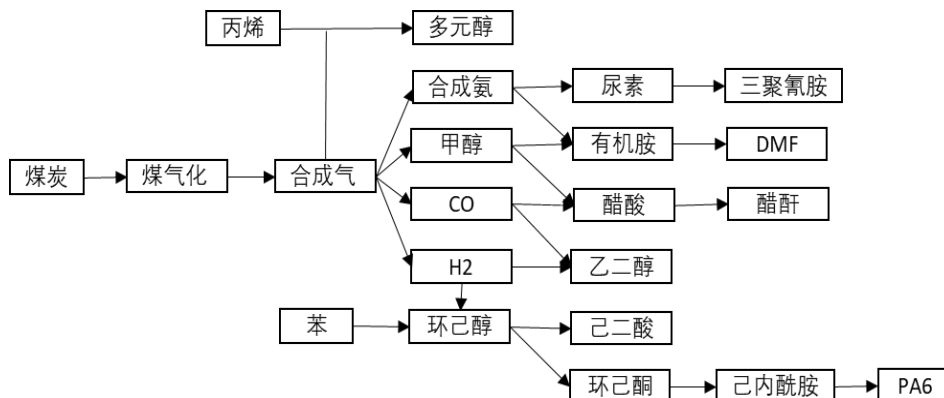 丙烯
多元醇
合成氨
尿素
三聚氰胺
甲醇
有机胺
DMF
煤炭
煤气化
合成气
CO
醋酸
醋酐
H2
乙二醇
苯
环己醇
己二酸
环己酮
己内酰胺
PA6